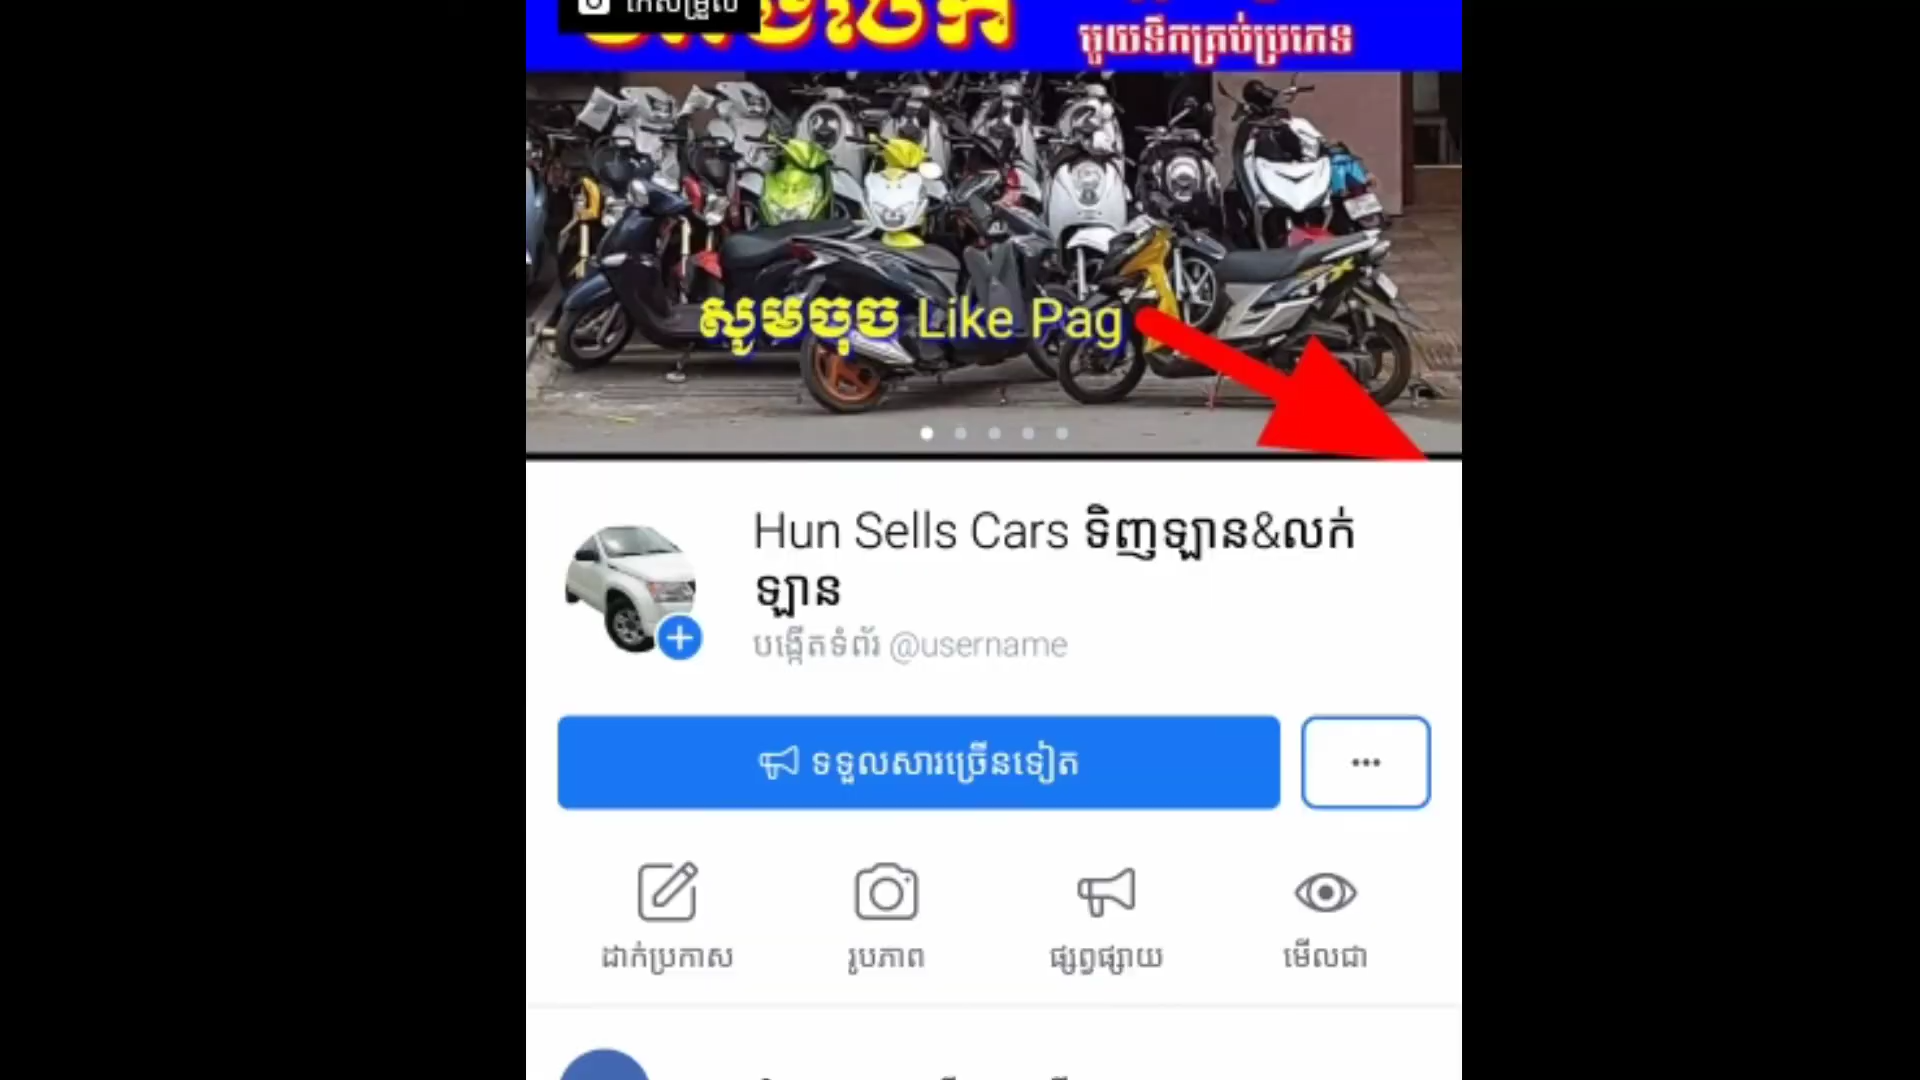 មួយទឹកគ្រប់ប្រភេទ
សូមចុច Like Pag
Hun Sells Cars ទិញឡាន&លក់
ឡាន
បង្កើតទំព័រ @username
ទទួលសារច្រើនទៀត
ដាក់ប្រកាស
រូបភាព
ផ្សព្វផ្សាយ
មើលជា